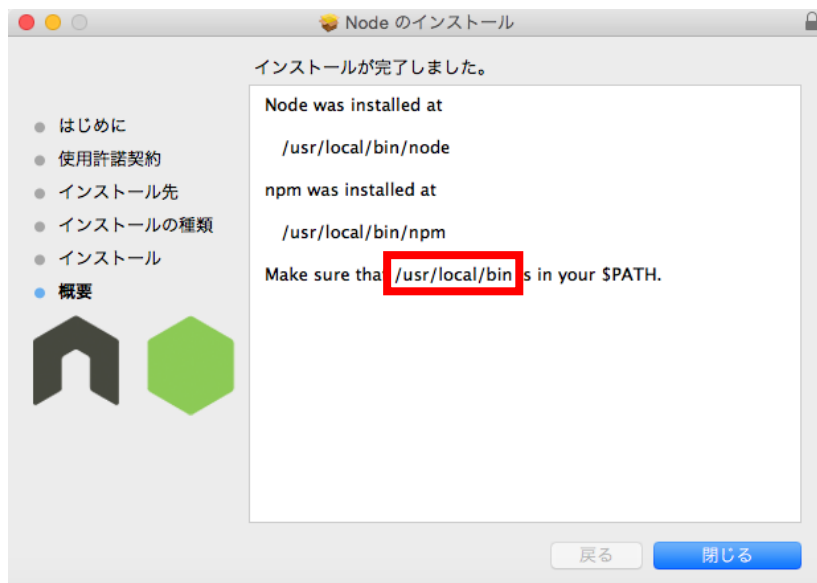 Node のインストール
インストールが完了しました。
はじめに
使用許諾契約
インストール先
インストールの種類
インストール
概要
Node was installed at
/usr/local/bin/node
npm was installed at
/usr/local/bin/npm
Make sure tha /usr/local/bin s in your $PATH.
戻る
閉じる